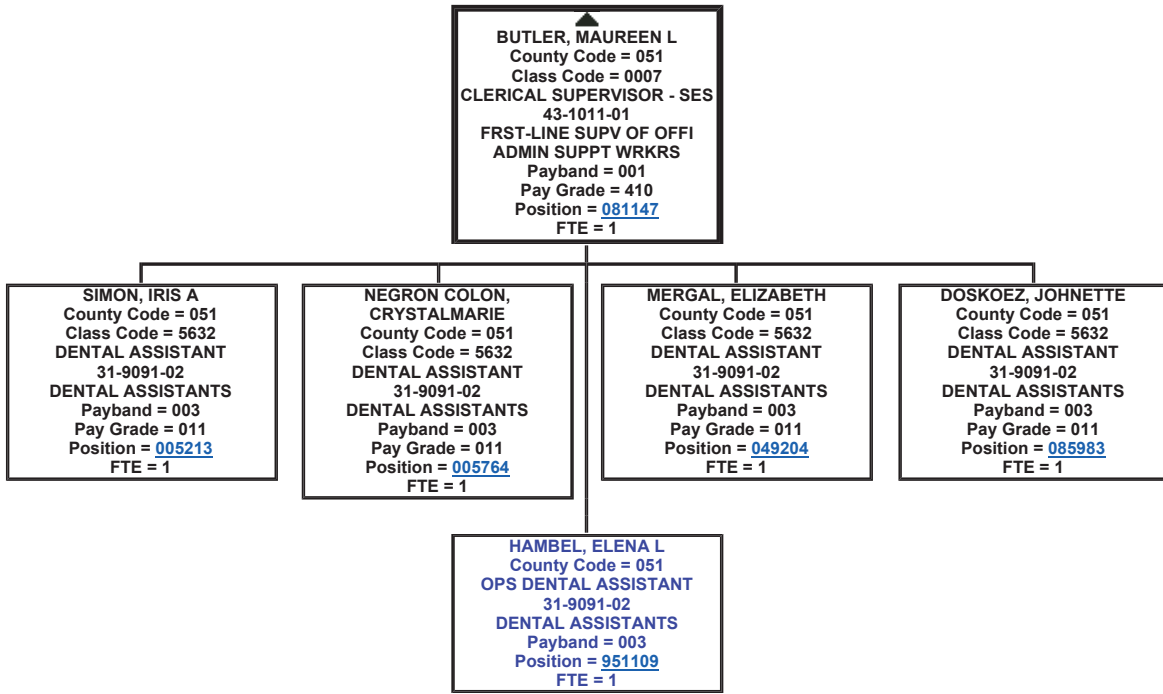 BUTLER, MAUREEN L
County Code = 051
Class Code = 0007
CLERICAL SUPERVISOR - SES
43-1011-01
FRST-LINE SUPV OF OFFI
ADMIN SUPPT WRKRS
Payband = 001
Pay Grade = 410
Position = 081147
FTE = 1
SIMON, IRIS A
County Code = 051
Class Code = 5632
DENTAL ASSISTANT
31-9091-02
DENTAL ASSISTANTS
Payband = 003
Pay Grade = 011
Position = 005213
FTE = 1
NEGRON COLON,
CRYSTALMARIE
County Code = 051
Class Code = 5632
DENTAL ASSISTANT
31-9091-02
DENTAL ASSISTANTS
Payband = 003
Pay Grade = 011
Position = 005764
FTE = 1
MERGAL, ELIZABETH
County Code = 051
Class Code = 5632
DENTAL ASSISTANT
31-9091-02
DENTAL ASSISTANTS
Payband = 003
Pay Grade = 011
Position = 049204
FTE = 1
DOSKOEZ, JOHNETTE
County Code = 051
Class Code = 5632
DENTAL ASSISTANT
31-9091-02
DENTAL ASSISTANTS
Payband = 003
Pay Grade = 011
Position = 085983
FTE = 1
HAMBEL, ELENA L
County Code = 051
OPS DENTAL ASSISTANT
31-9091-02
DENTAL ASSISTANTS
Payband = 003
Position = 951109
FTE = 1